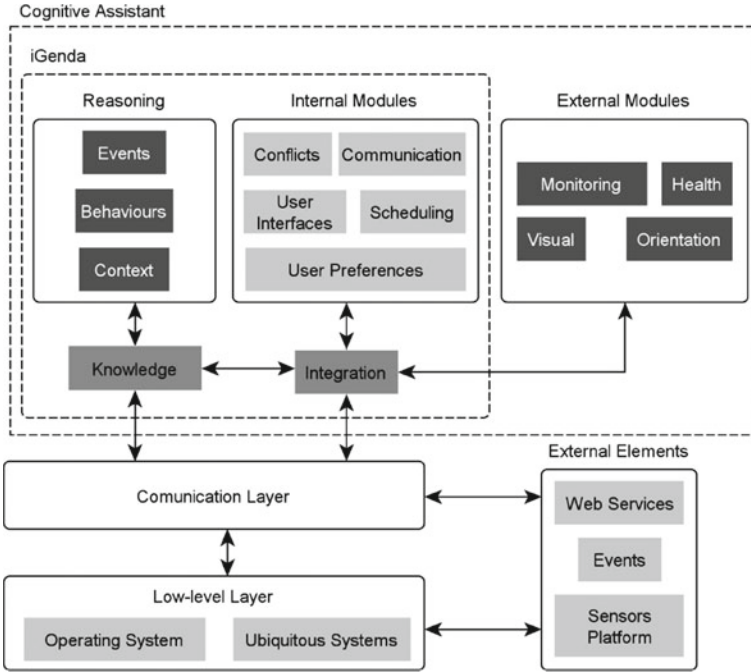 Cognitive Assistant
iGenda
Reasoning
Events
Behaviours
Context
Internal Modules
Conflicts
Communication
User
Interfaces
Scheduling
User Preferences
External Modules
Monitoring
Health
Visual
Orientation
Knowledge
Integration
Comunication Layer
External Elements
Web Services
Events
Sensors
Platform
Low-level Layer
Operating System
Ubiquitous Systems